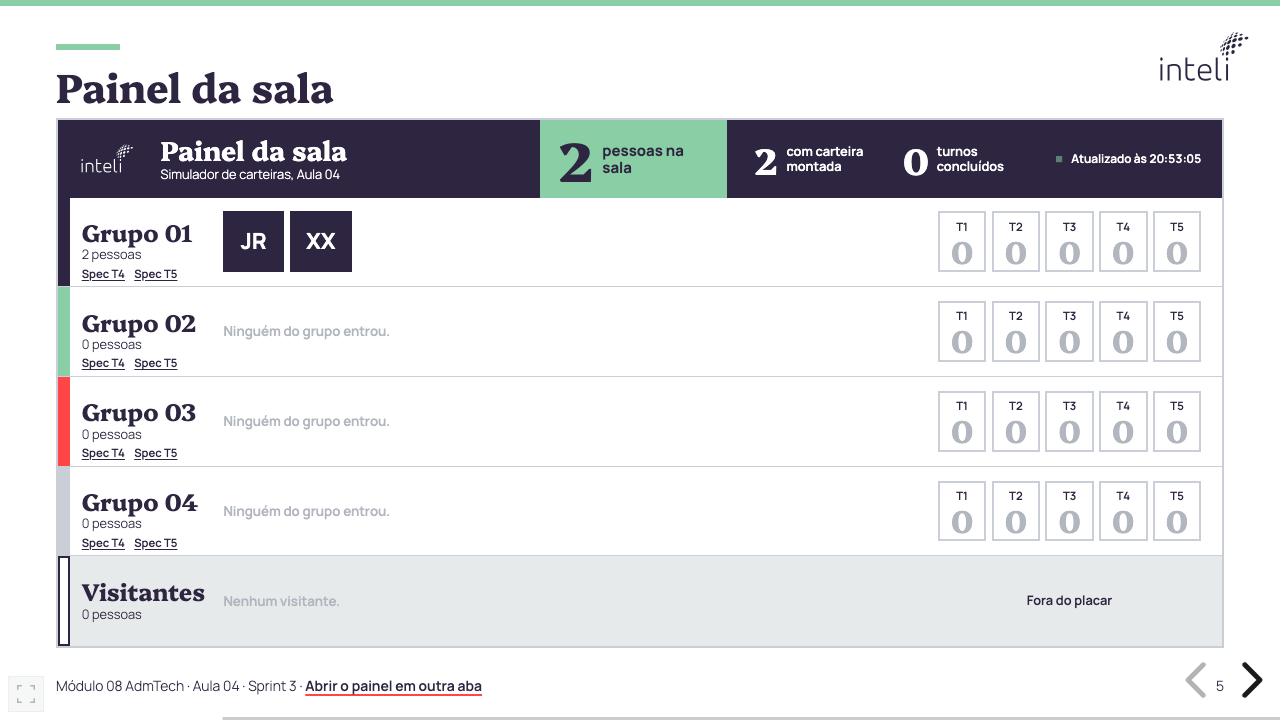 inteli
Painel da sala
inteli
Painel da sala
Simulador de carteiras, Aula 04
2 pessoas na sala
2 com carteira montada
0 turnos concluídos
Atualizado às 20:53:05
Grupo 01
2 pessoas
Spec T4 Spec T5
JR XX
T1 T2 T3 T4 T5
0 0 0 0 0
Grupo 02
0 pessoas
Spec T4 Spec T5
Ninguém do grupo entrou.
T1 T2 T3 T4 T5
0 0 0 0 0
Grupo 03
0 pessoas
Spec T4 Spec T5
Ninguém do grupo entrou.
T1 T2 T3 T4 T5
0 0 0 0 0
Grupo 04
0 pessoas
Spec T4 Spec T5
Ninguém do grupo entrou.
T1 T2 T3 T4 T5
0 0 0 0 0
Visitantes
0 pessoas
Nenhum visitante.
Fora do placar
Módulo 08 AdmTech · Aula 04 · Sprint 3 · Abrir o painel em outra aba
5